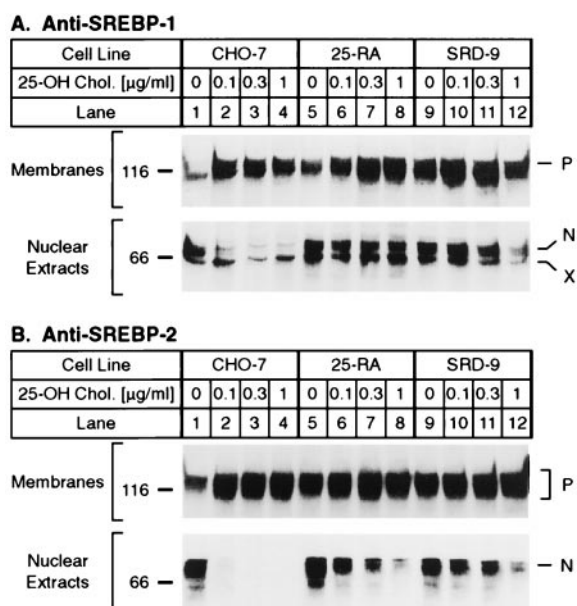 A. Anti-SREBP-1
Cell Line CHO-7 25-RA SRD-9
25-OH Chol. [µg/ml] 0 0.1 0.3 1 0 0.1 0.3 1 0 0.1 0.3 1
Lane 1 2 3 4 5 6 7 8 9 10 11 12
Membranes 116 P
Nuclear Extracts 66 N X
B. Anti-SREBP-2
Cell Line CHO-7 25-RA SRD-9
25-OH Chol. [µg/ml] 0 0.1 0.3 1 0 0.1 0.3 1 0 0.1 0.3 1
Lane 1 2 3 4 5 6 7 8 9 10 11 12
Membranes 116 P
Nuclear Extracts 66 N